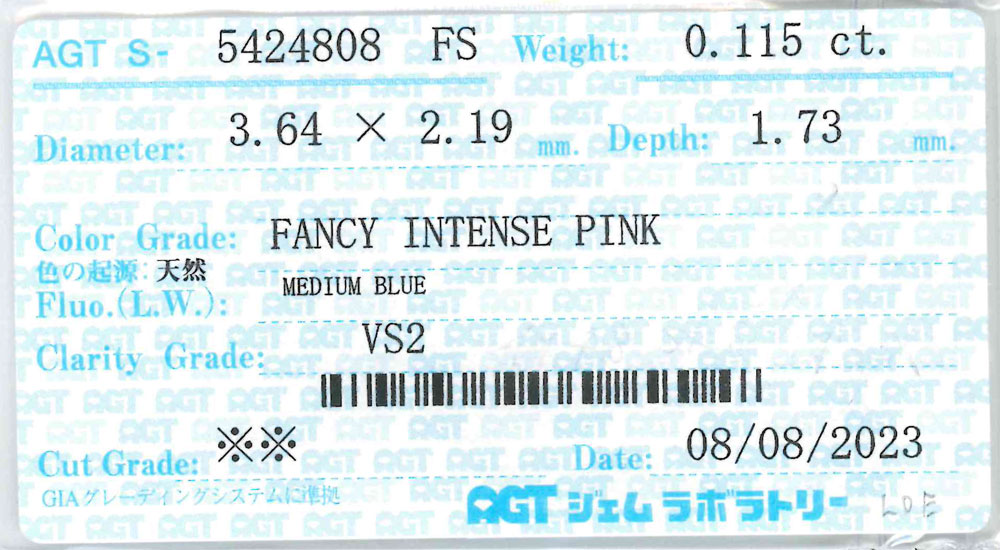 AGT S- 5424808 FS Weight: 0.115 ct.
Diameter: 3.64 × 2.19 mm. Depth: 1.73 mm.
Color Grade: FANCY INTENSE PINK
色の起源: 天然
Fluo.(L.W.): MEDIUM BLUE
Clarity Grade: VS2
Cut Grade: ※※ Date: 08/08/2023
GIAグレーディングシステムに準拠
AGT ジェムラボラトリー LOE